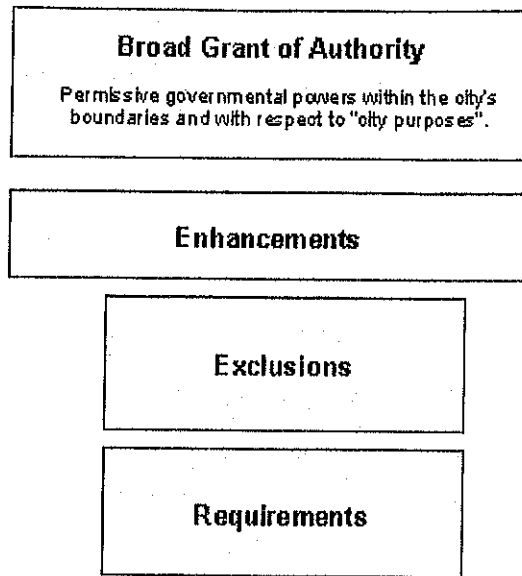 Broad Grant of Authority
Permissive governmental powers within the city's
boundaries and with respect to "city purposes".
Enhancements
Exclusions
Requirements